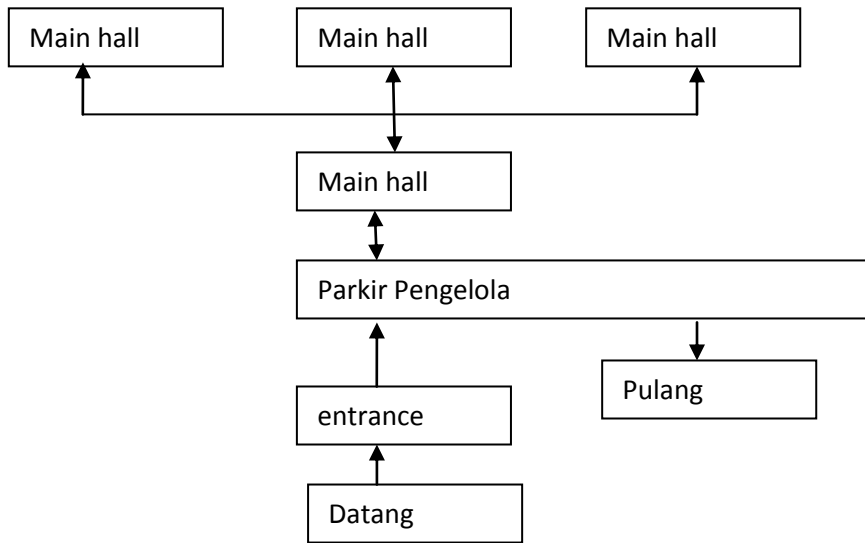 Main hall
Main hall
Main hall
Main hall
Parkir Pengelola
Pulang
entrance
Datang